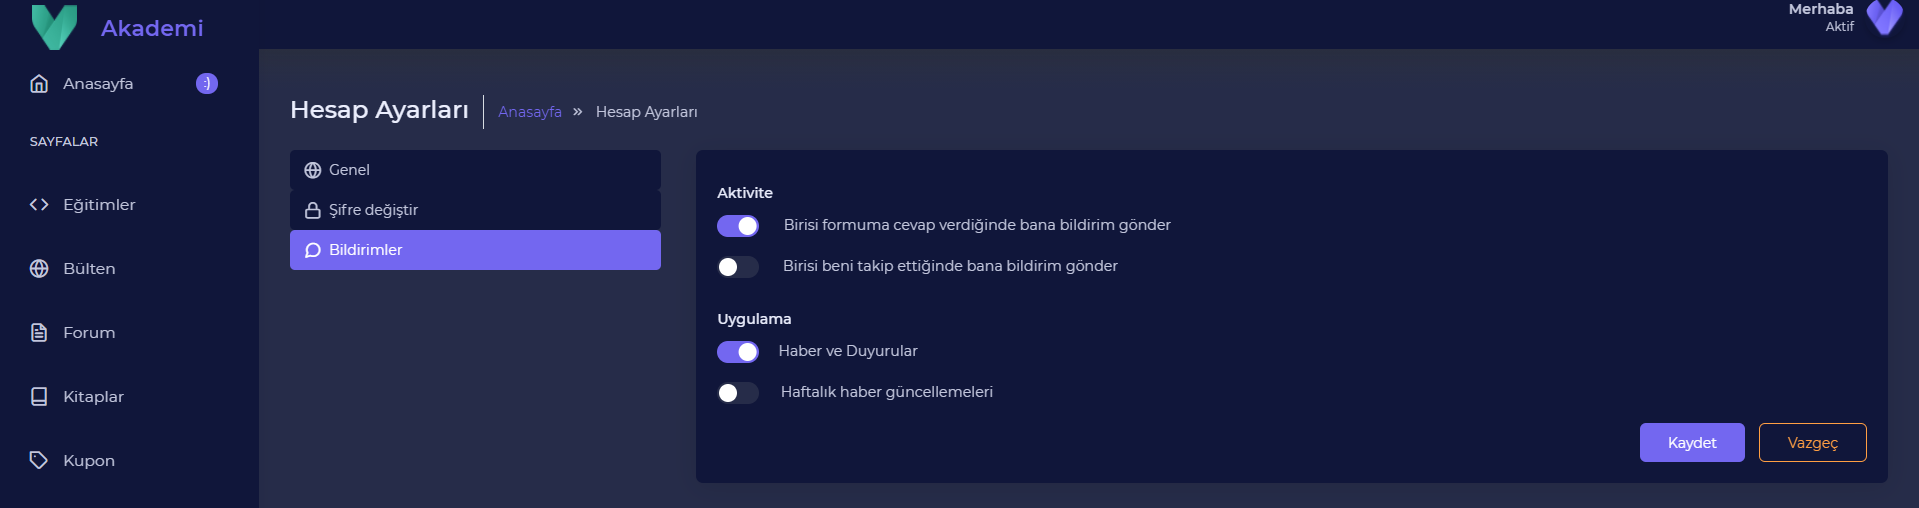 Akademi
Merhaba
Aktif
Anasayfa
:)
SAYFALAR
Eğitimler
Bülten
Forum
Kitaplar
Kupon
Hesap Ayarları
Anasayfa » Hesap Ayarları
Genel
Şifre değiştir
Bildirimler
Aktivite
Birisi formuma cevap verdiğinde bana bildirim gönder
Birisi beni takip ettiğinde bana bildirim gönder
Uygulama
Haber ve Duyurular
Haftalık haber güncellemeleri
Kaydet
Vazgeç